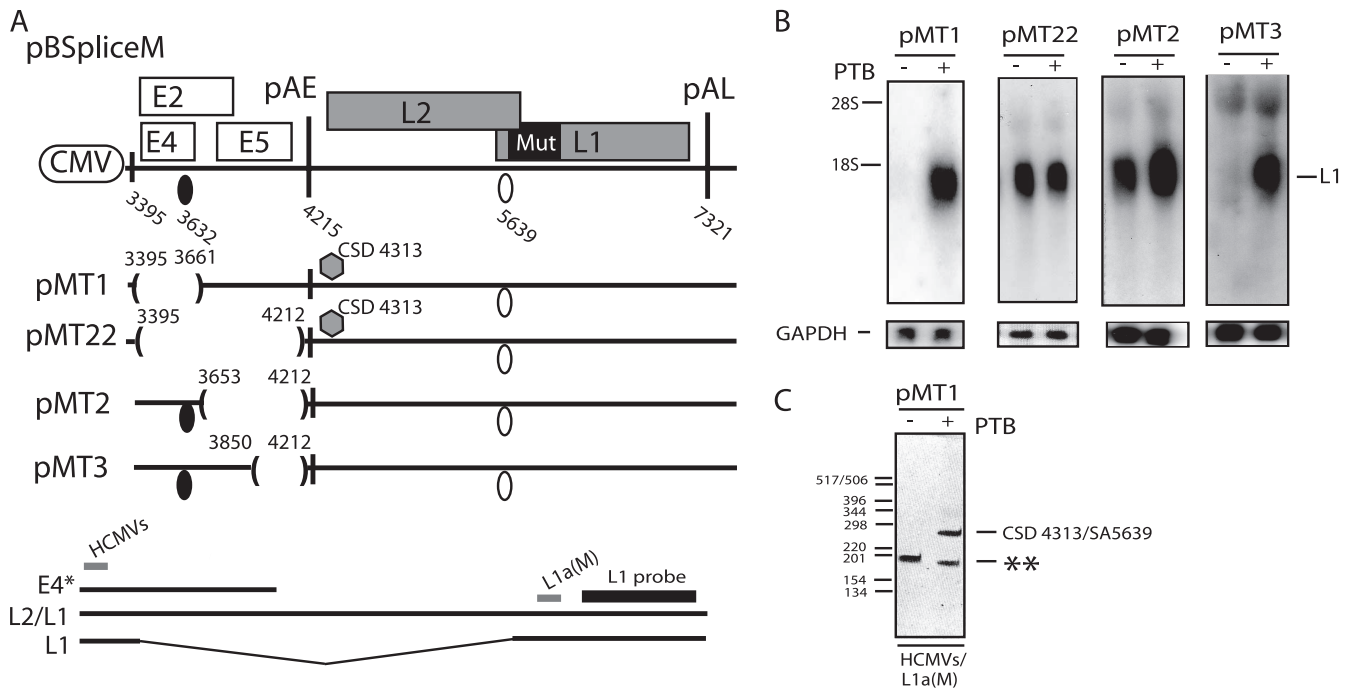 A
pBSpliceM
E2
pAE
L2
pAL
E4
E5
Mut
L1
CMV
3395
3632
4215
5639
7321
CSD 4313
3395 3661
pMT1
CSD 4313
3395 4212
pMT22
3653 4212
pMT2
3850 4212
pMT3
HCMVs
E4*
L1a(M)
L1 probe
L2/L1
L1
B
pMT1 pMT22 pMT2 pMT3
PTB - + - + - + - +
28S
18S
L1
GAPDH
C
pMT1
- + PTB
517/506
396
344
298
220
201
154
134
CSD 4313/SA5639
**
HCMVs/
L1a(M)